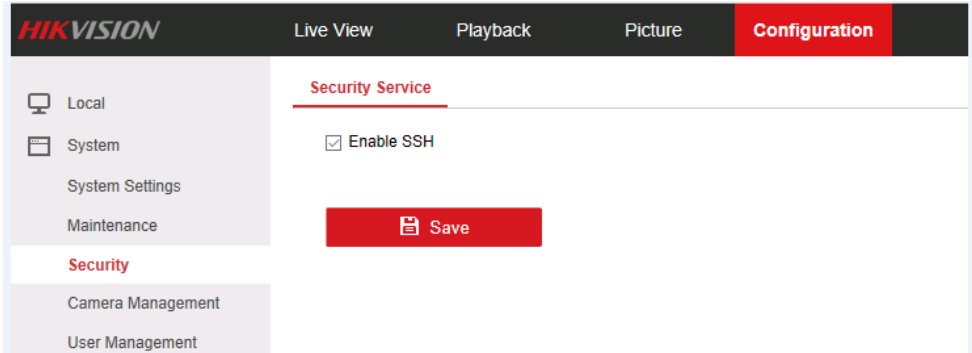 HIKVISION Live View Playback Picture Configuration
Security Service
Local
Enable SSH
System
System Settings
Maintenance
Save
Security
Camera Management
User Management